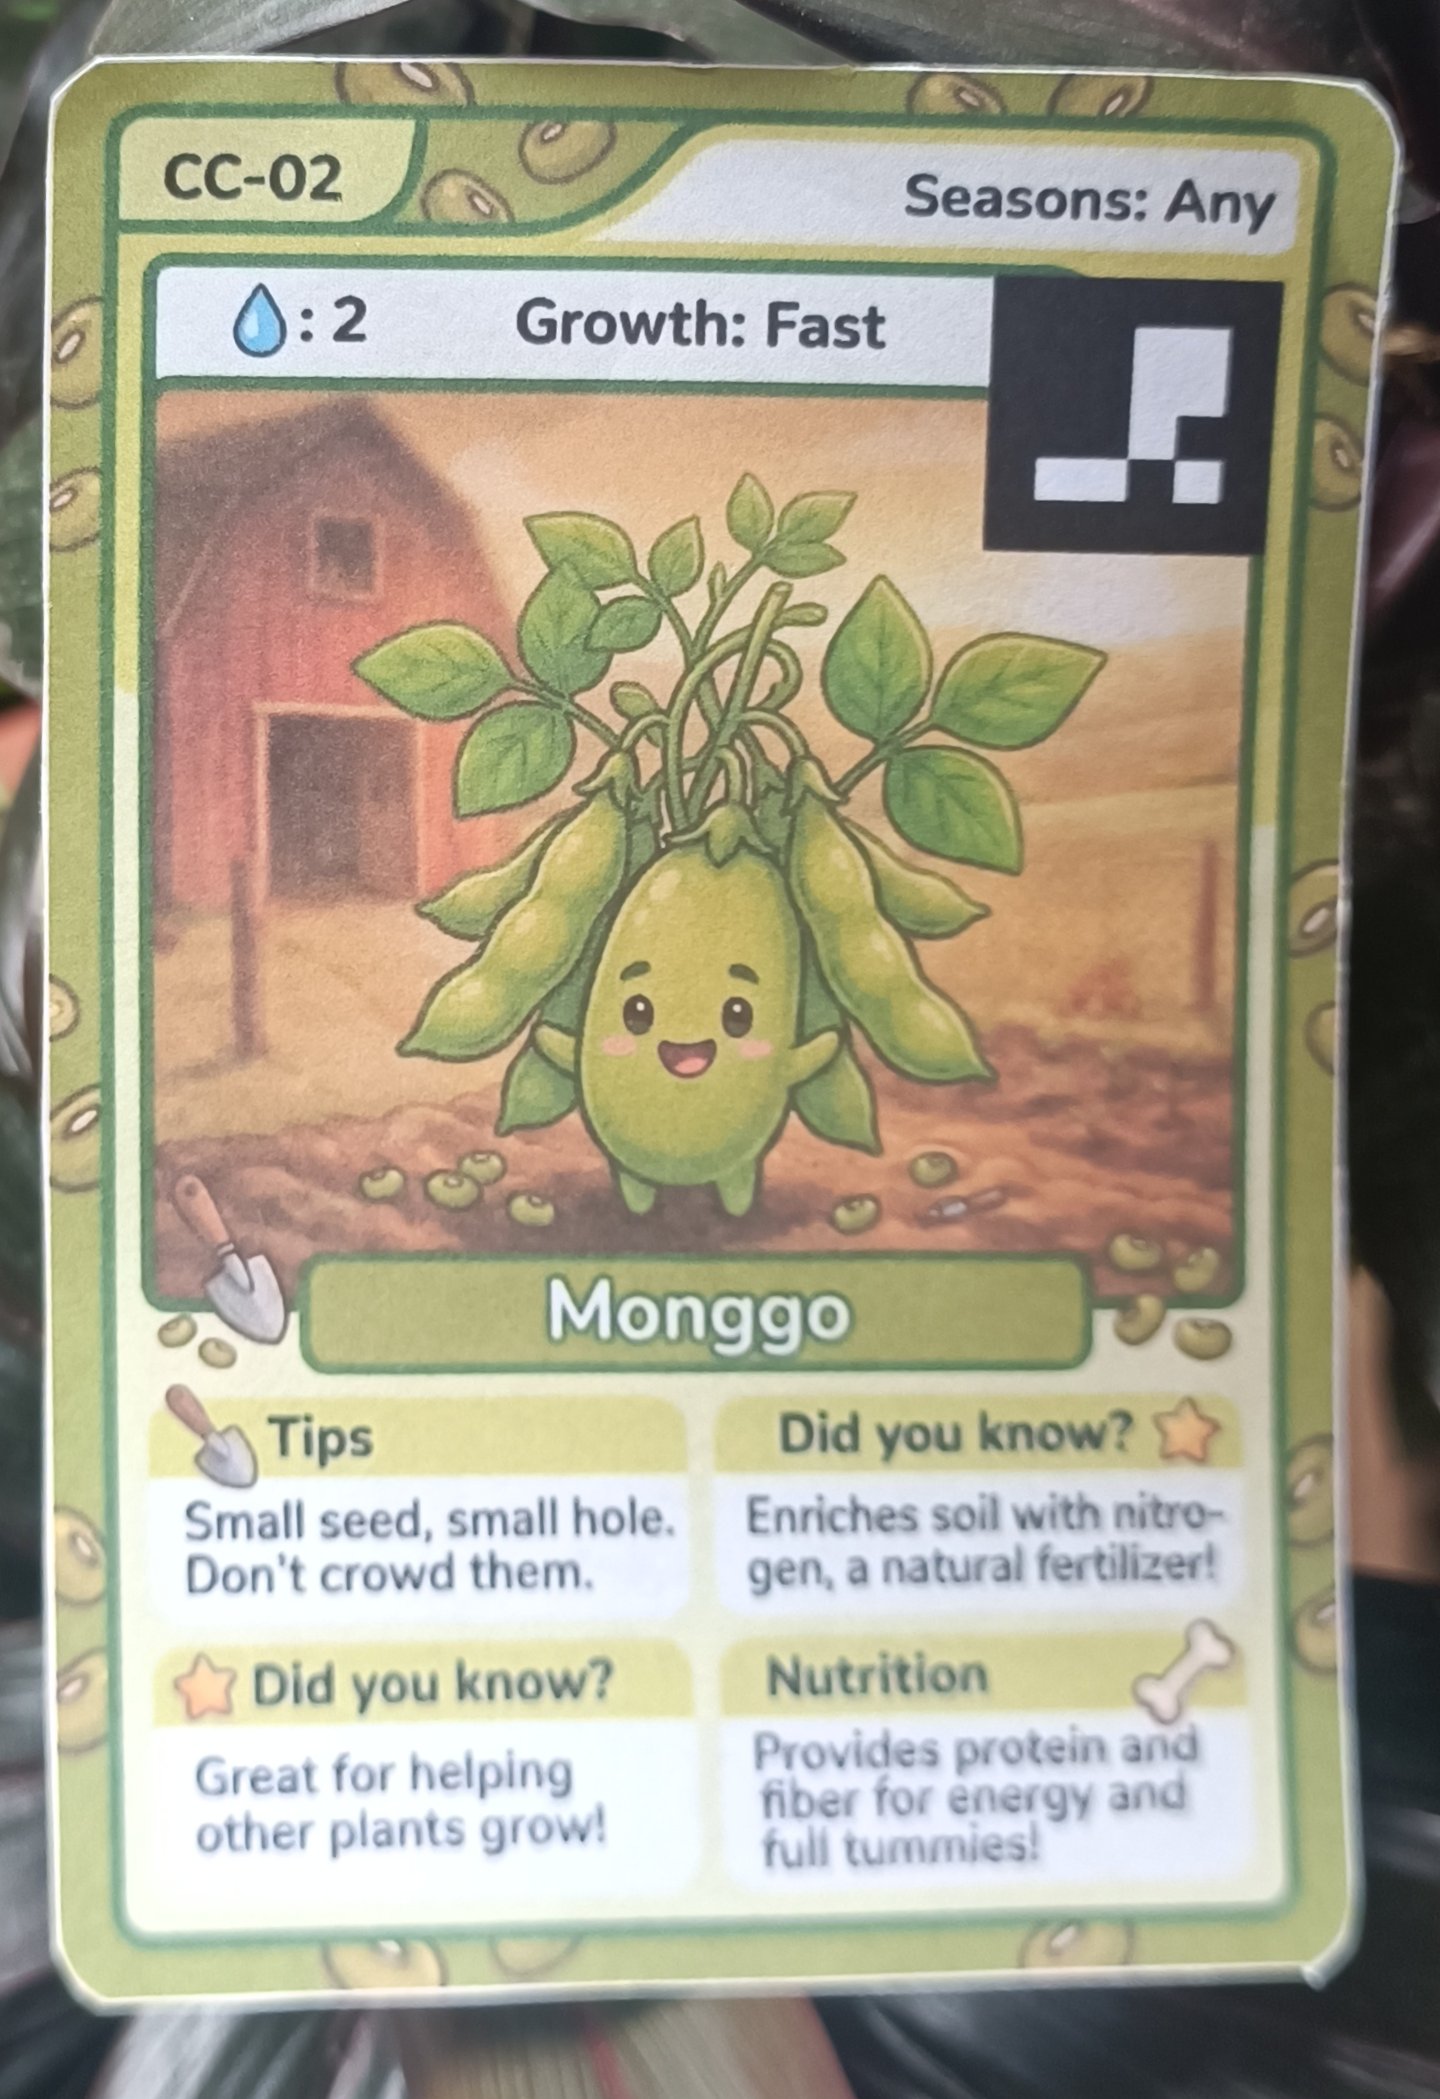 CC-02
Seasons: Any
: 2
Growth: Fast
Monggo
Tips
Small seed, small hole.
Don't crowd them.
Did you know?
Enriches soil with nitro-
gen, a natural fertilizer!
Did you know?
Great for helping
other plants grow!
Nutrition
Provides protein and
fiber for energy and
full tummies!